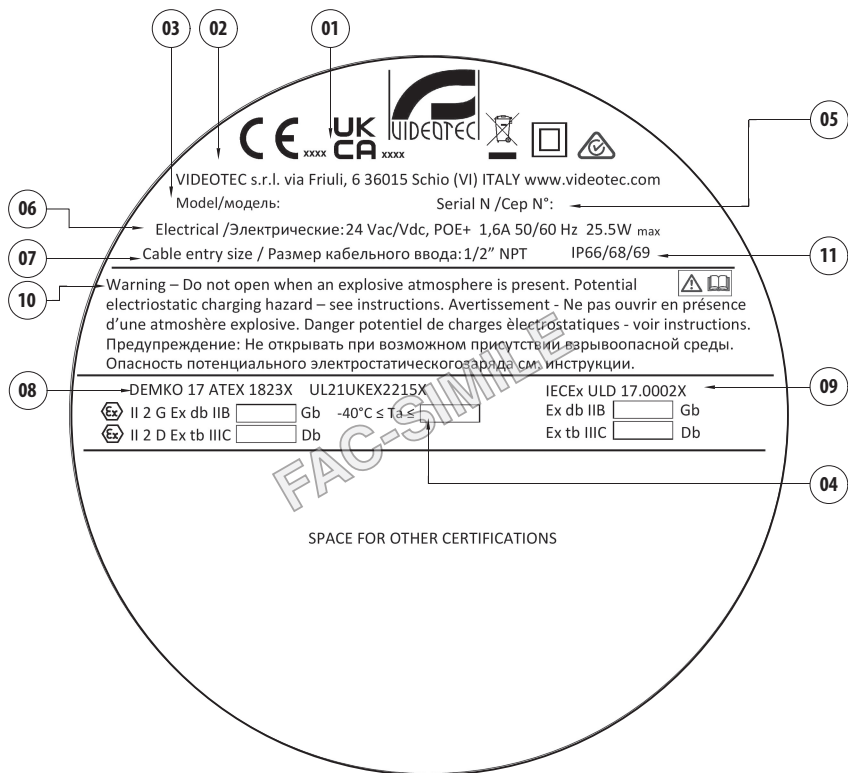 03
02
01
05
CE xxxx UK CA xxxx VIDEOTEC
VIDEOTEC s.r.l. via Friuli, 6 36015 Schio (VI) ITALY www.videotec.com
Model/модель: Serial N /Сер N°:
06
Electrical /Электрические:24 Vac/Vdc, POE+ 1,6A 50/60 Hz 25.5W max
07
Cable entry size / Размер кабельного ввода:1/2” NPT IP66/68/69
11
10
Warning – Do not open when an explosive atmosphere is present. Potential
electriostatic charging hazard – see instructions. Avertissement - Ne pas ouvrir en présence
d’une atmoshère explosive. Danger potentiel de charges èlectrostatiques - voir instructions.
Предупреждение: Не открывать при возможном присутствии взрывоопасной среды.
Опасность потенциального электростатическогозаряда см. инструкции.
08
DEMKO 17 ATEX 1823X UL21UKEX2215X IECEx ULD 17.0002X
09
Ex II 2 G Ex db IIB Gb -40°C ≤ Ta ≤ Ex db IIB Gb
Ex II 2 D Ex tb IIIC Db Ex tb IIIC Db
04
FAC-SIMILE
SPACE FOR OTHER CERTIFICATIONS